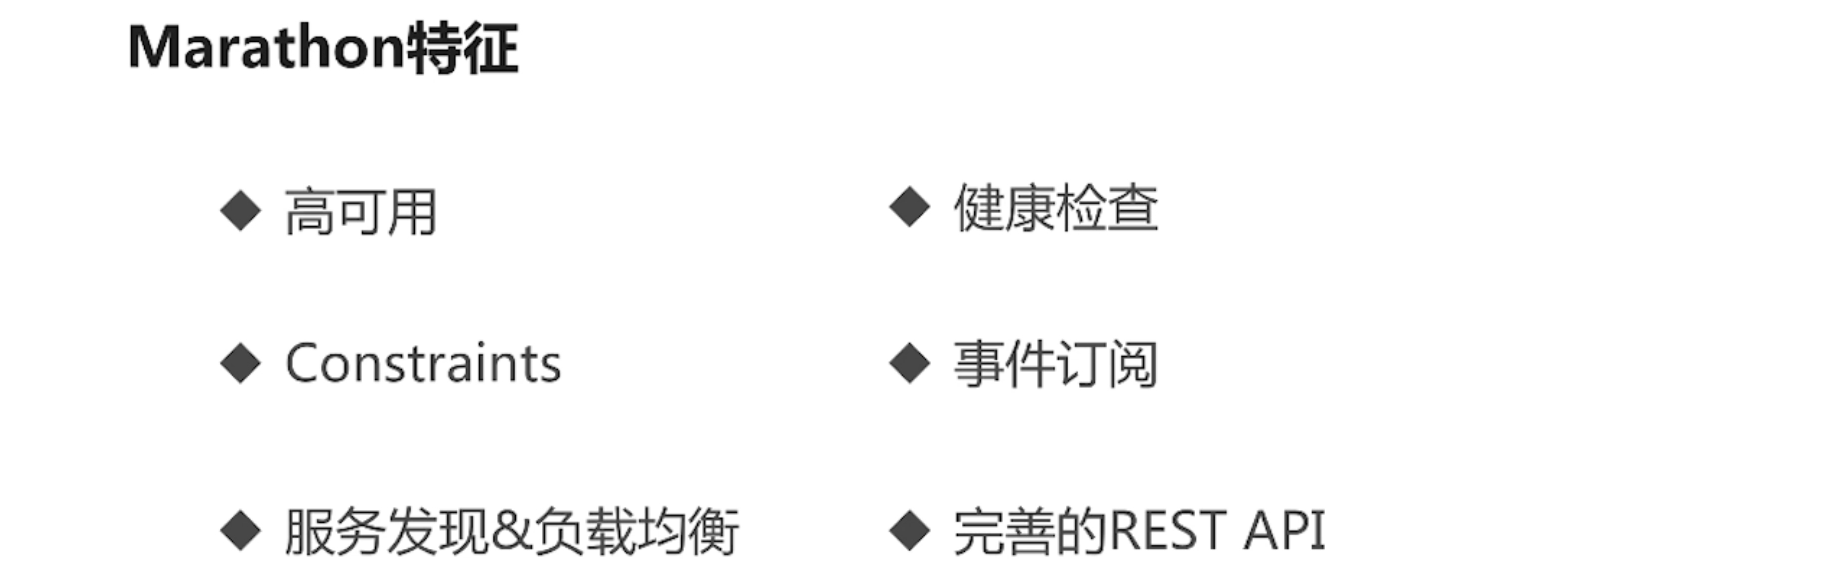 Marathon特征
◆ 高可用
◆ 健康检查
◆ Constraints
◆ 事件订阅
◆ 服务发现&负载均衡
◆ 完善的REST API